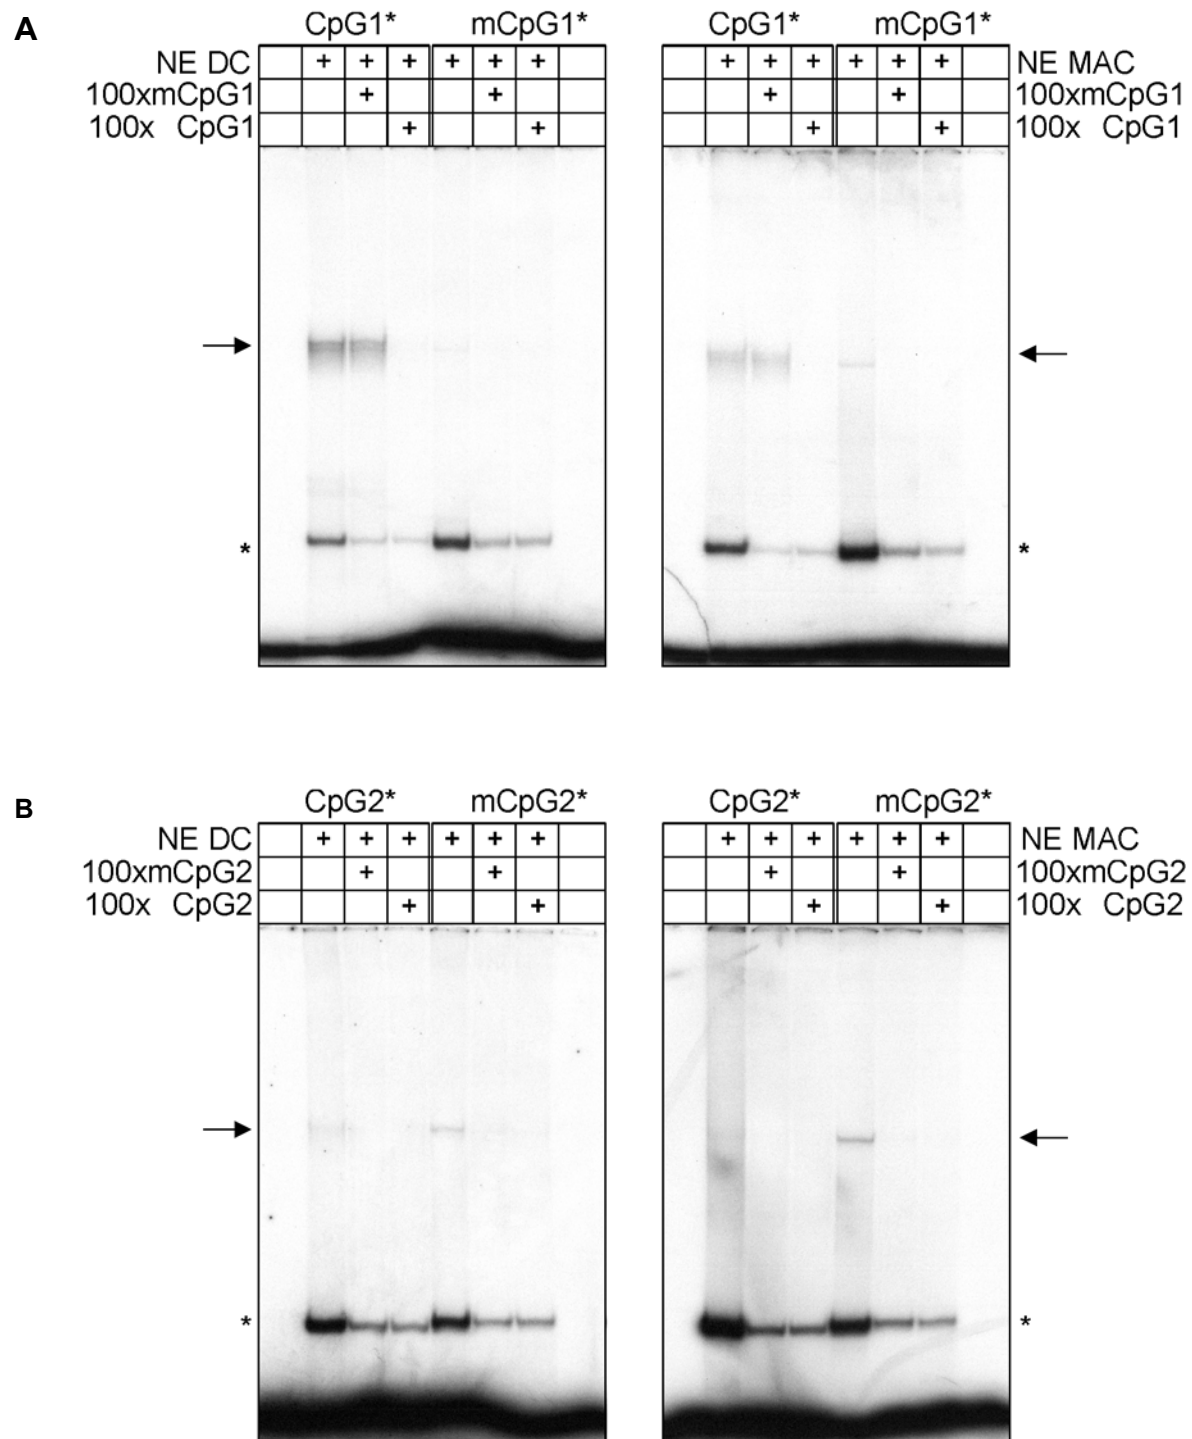 A
CpG1* mCpG1* CpG1* mCpG1*
NE DC + + + + + + + + + + + + NE MAC
100xmCpG1 + + + + 100xmCpG1
100x CpG1 + + + + 100x CpG1
* *
B
CpG2* mCpG2* CpG2* mCpG2*
NE DC + + + + + + + + + + + + NE MAC
100xmCpG2 + + + + 100xmCpG2
100x CpG2 + + + + 100x CpG2
* *